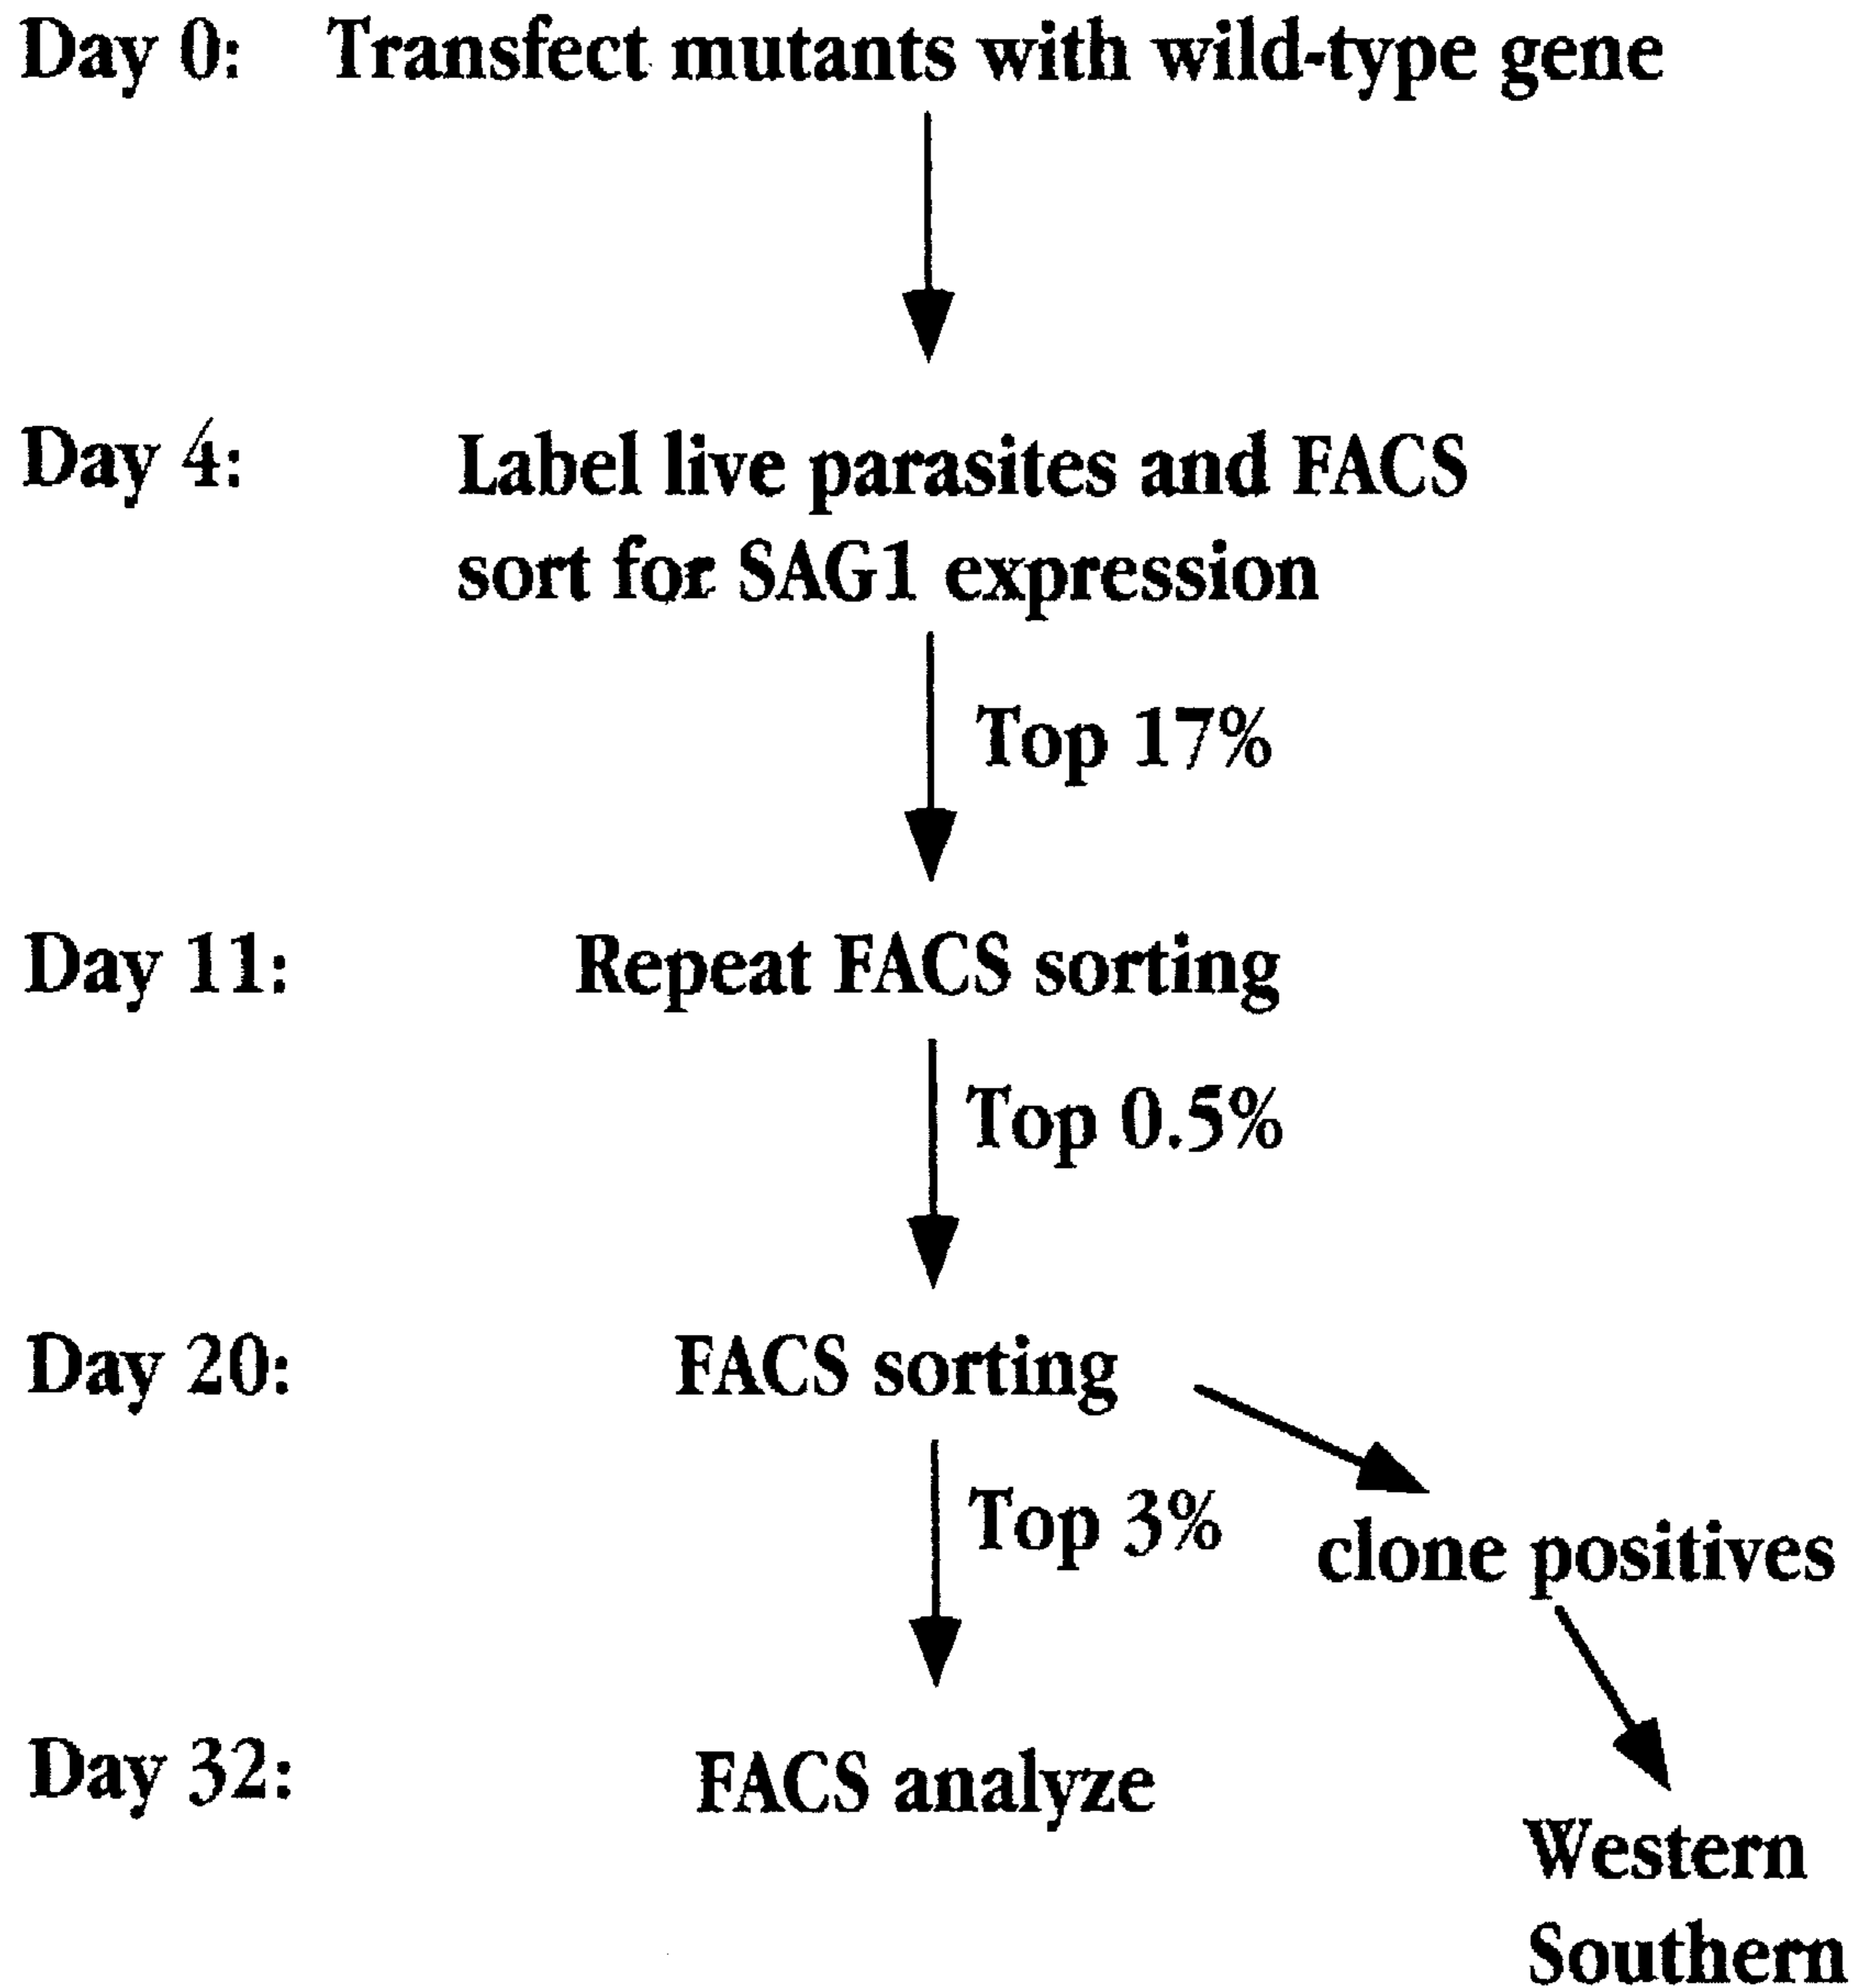 Day 0: Transfect mutants with wild-type gene
Day 4: Label live parasites and FACS
sort for SAG1 expression
Top 17%
Day 11: Repeat FACS sorting
Top 0.5%
Day 20: FACS sorting
Top 3%
clone positives
Day 32: FACS analyze
Western
Southern